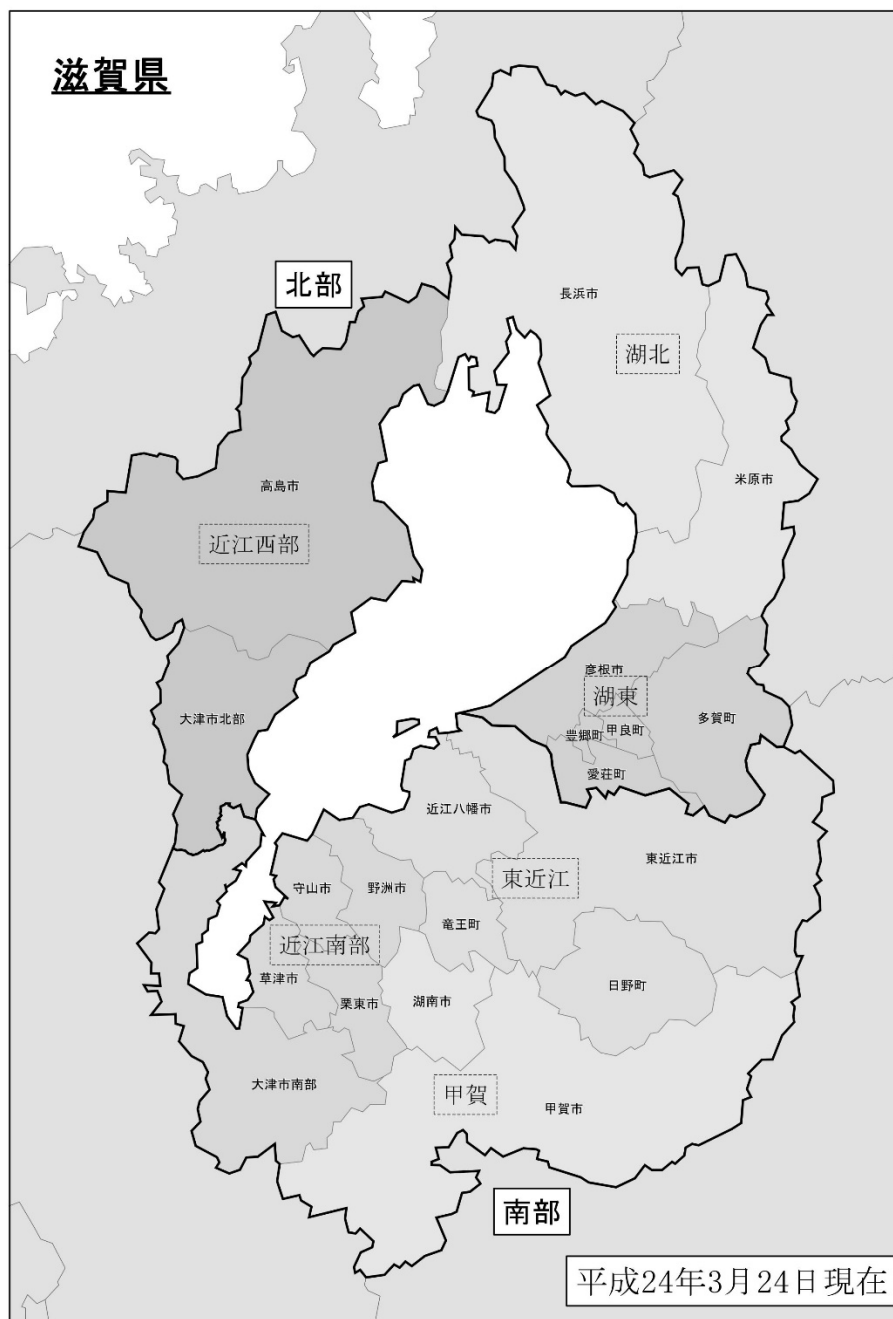 滋賀県
北部
長浜市
湖北
米原市
高島市
近江西部
彦根市
湖東
大津市北部
多賀町
豊郷町
甲良町
愛荘町
近江八幡市
東近江市
東近江
守山市
野洲市
竜王町
近江南部
草津市
日野町
栗東市
湖南市
大津市南部
甲賀
甲賀市
南部
平成24年3月24日現在